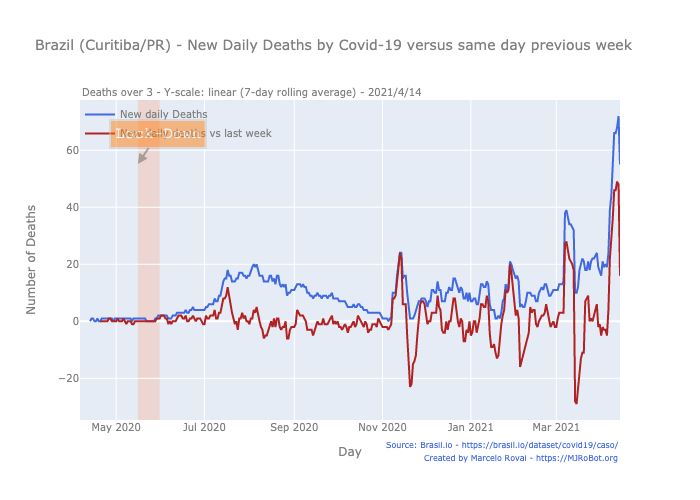 Brazil (Curitiba/PR) - New Daily Deaths by Covid-19 versus same day previous week
Deaths over 3 - Y-scale: linear (7-day rolling average) - 2021/4/14
New daily Deaths
vs last week
60
40
20
0
−20
Number of Deaths
May 2020
Jul 2020
Sep 2020
Nov 2020
Jan 2021
Mar 2021
Day
Source: Brasil.io - https://brasil.io/dataset/covid19/caso/
Created by Marcelo Rovai - https://MJRoBot.org